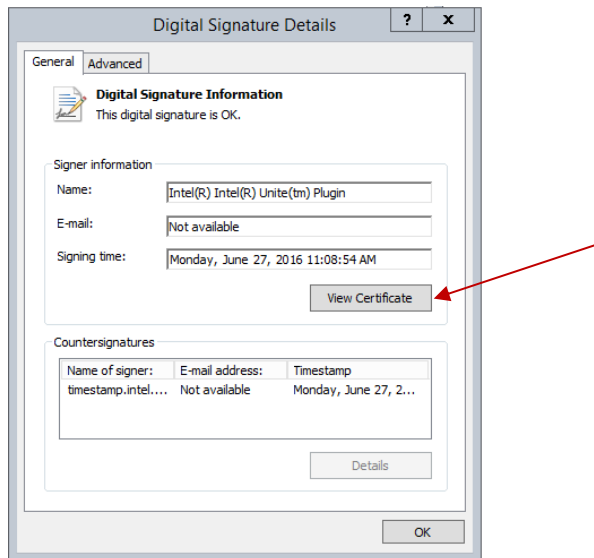 Digital Signature Details ? x
General Advanced
Digital Signature Information
This digital signature is OK.
Signer information
Name: Intel(R) Intel(R) Unite(tm) Plugin
E-mail: Not available
Signing time: Monday, June 27, 2016 11:08:54 AM
View Certificate
Countersignatures
Name of signer: E-mail address: Timestamp
timestamp.intel.... Not available Monday, June 27, 2...
Details
OK